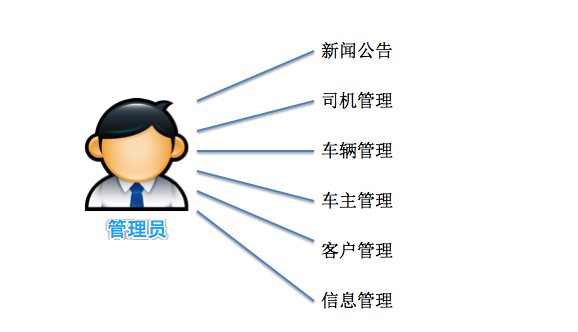 新闻公告
司机管理
车辆管理
车主管理
客户管理
信息管理
管理员